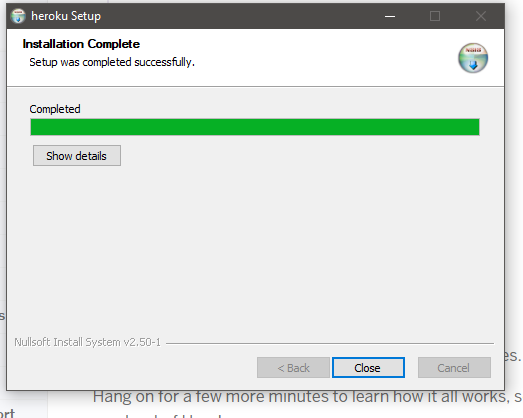 heroku Setup
Installation Complete
Setup was completed successfully.
Completed
Show details
Nullsoft Install System v2.50-1
< Back
Close
Cancel
es.
Hang on for a few more minutes to learn how it all works, s
ort